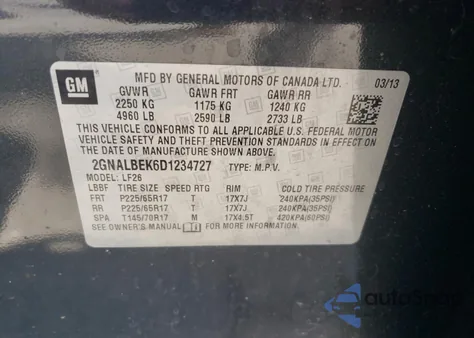 GM
MFD BY GENERAL MOTORS OF CANADA LTD. 03/13
GVWR GAWR FRT GAWR RR
2250 KG 1175 KG 1240 KG
4960 LB 2590 LB 2733 LB
THIS VEHICLE CONFORMS TO ALL APPLICABLE U.S. FEDERAL MOTOR
VEHICLE SAFETY AND THEFT PREVENTION STANDARDS IN EFFECT ON
THE DATE OF MANUFACTURE SHOWN ABOVE.
2GNALBEK6D1234727 TYPE: M.P.V.
MODEL: LF26
LBBF TIRE SIZE SPEED RTG RIM COLD TIRE PRESSURE
FRT P225/65R17 T 17X7J 240KPA(35PSI)
RR P225/65R17 T 17X7J 240KPA(35PSI)
SPA T145/70R17 M 17X4.5T 420KPA(60PSI)
SEE OWNER'S MANUAL FOR MORE INFORMATION